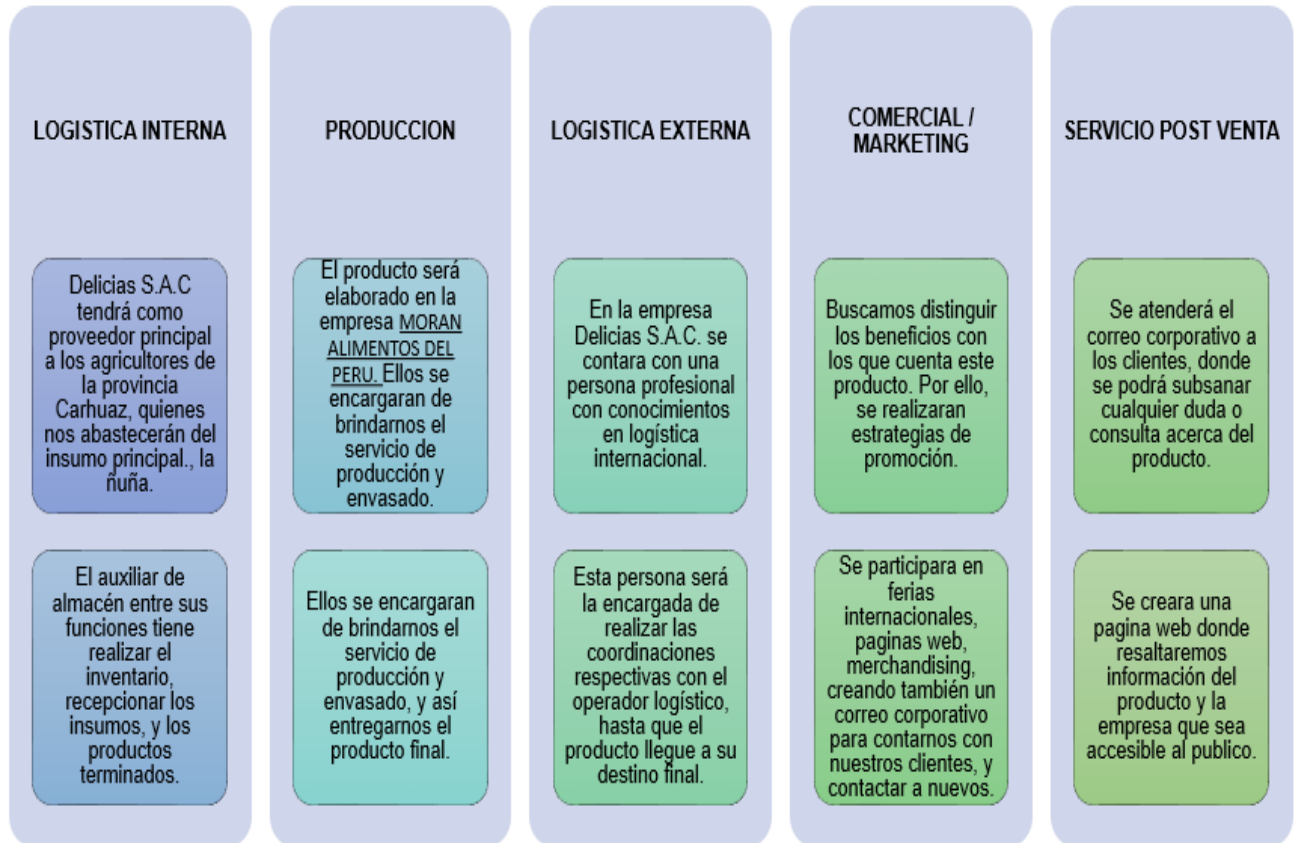 LOGISTICA INTERNA
Delicias S.A.C
tendrá como
proveedor principal
a los agricultores de
la provincia
Carhuaz, quienes
nos abastecerán del
insumo principal., la
ñuña.
El auxiliar de
almacén entre sus
funciones tiene
realizar el
inventario,
recepcionar los
insumos, y los
productos
terminados.
PRODUCCION
El producto será
elaborado en la
empresa MORAN
ALIMENTOS DEL
PERU. Ellos se
encargaran de
brindarnos el
servicio de
producción y
envasado.
Ellos se encargaran
de brindarnos el
servicio de
producción y
envasado, y así
entregarnos el
producto final.
LOGISTICA EXTERNA
En la empresa
Delicias S.A.C. se
contara con una
persona profesional
con conocimientos
en logística
internacional.
Esta persona será
la encargada de
realizar las
coordinaciones
respectivas con el
operador logístico,
hasta que el
producto llegue a su
destino final.
COMERCIAL /
MARKETING
Buscamos distinguir
los beneficios con
los que cuenta este
producto. Por ello,
se realizaran
estrategias de
promoción.
Se participara en
ferias
internacionales,
paginas web,
merchandising,
creando también un
correo corporativo
para contarnos con
nuestros clientes, y
contactar a nuevos.
SERVICIO POST VENTA
Se atenderá el
correo corporativo a
los clientes, donde
se podrá subsanar
cualquier duda o
consulta acerca del
producto.
Se creara una
pagina web donde
resaltaremos
información del
producto y la
empresa que sea
accesible al publico.